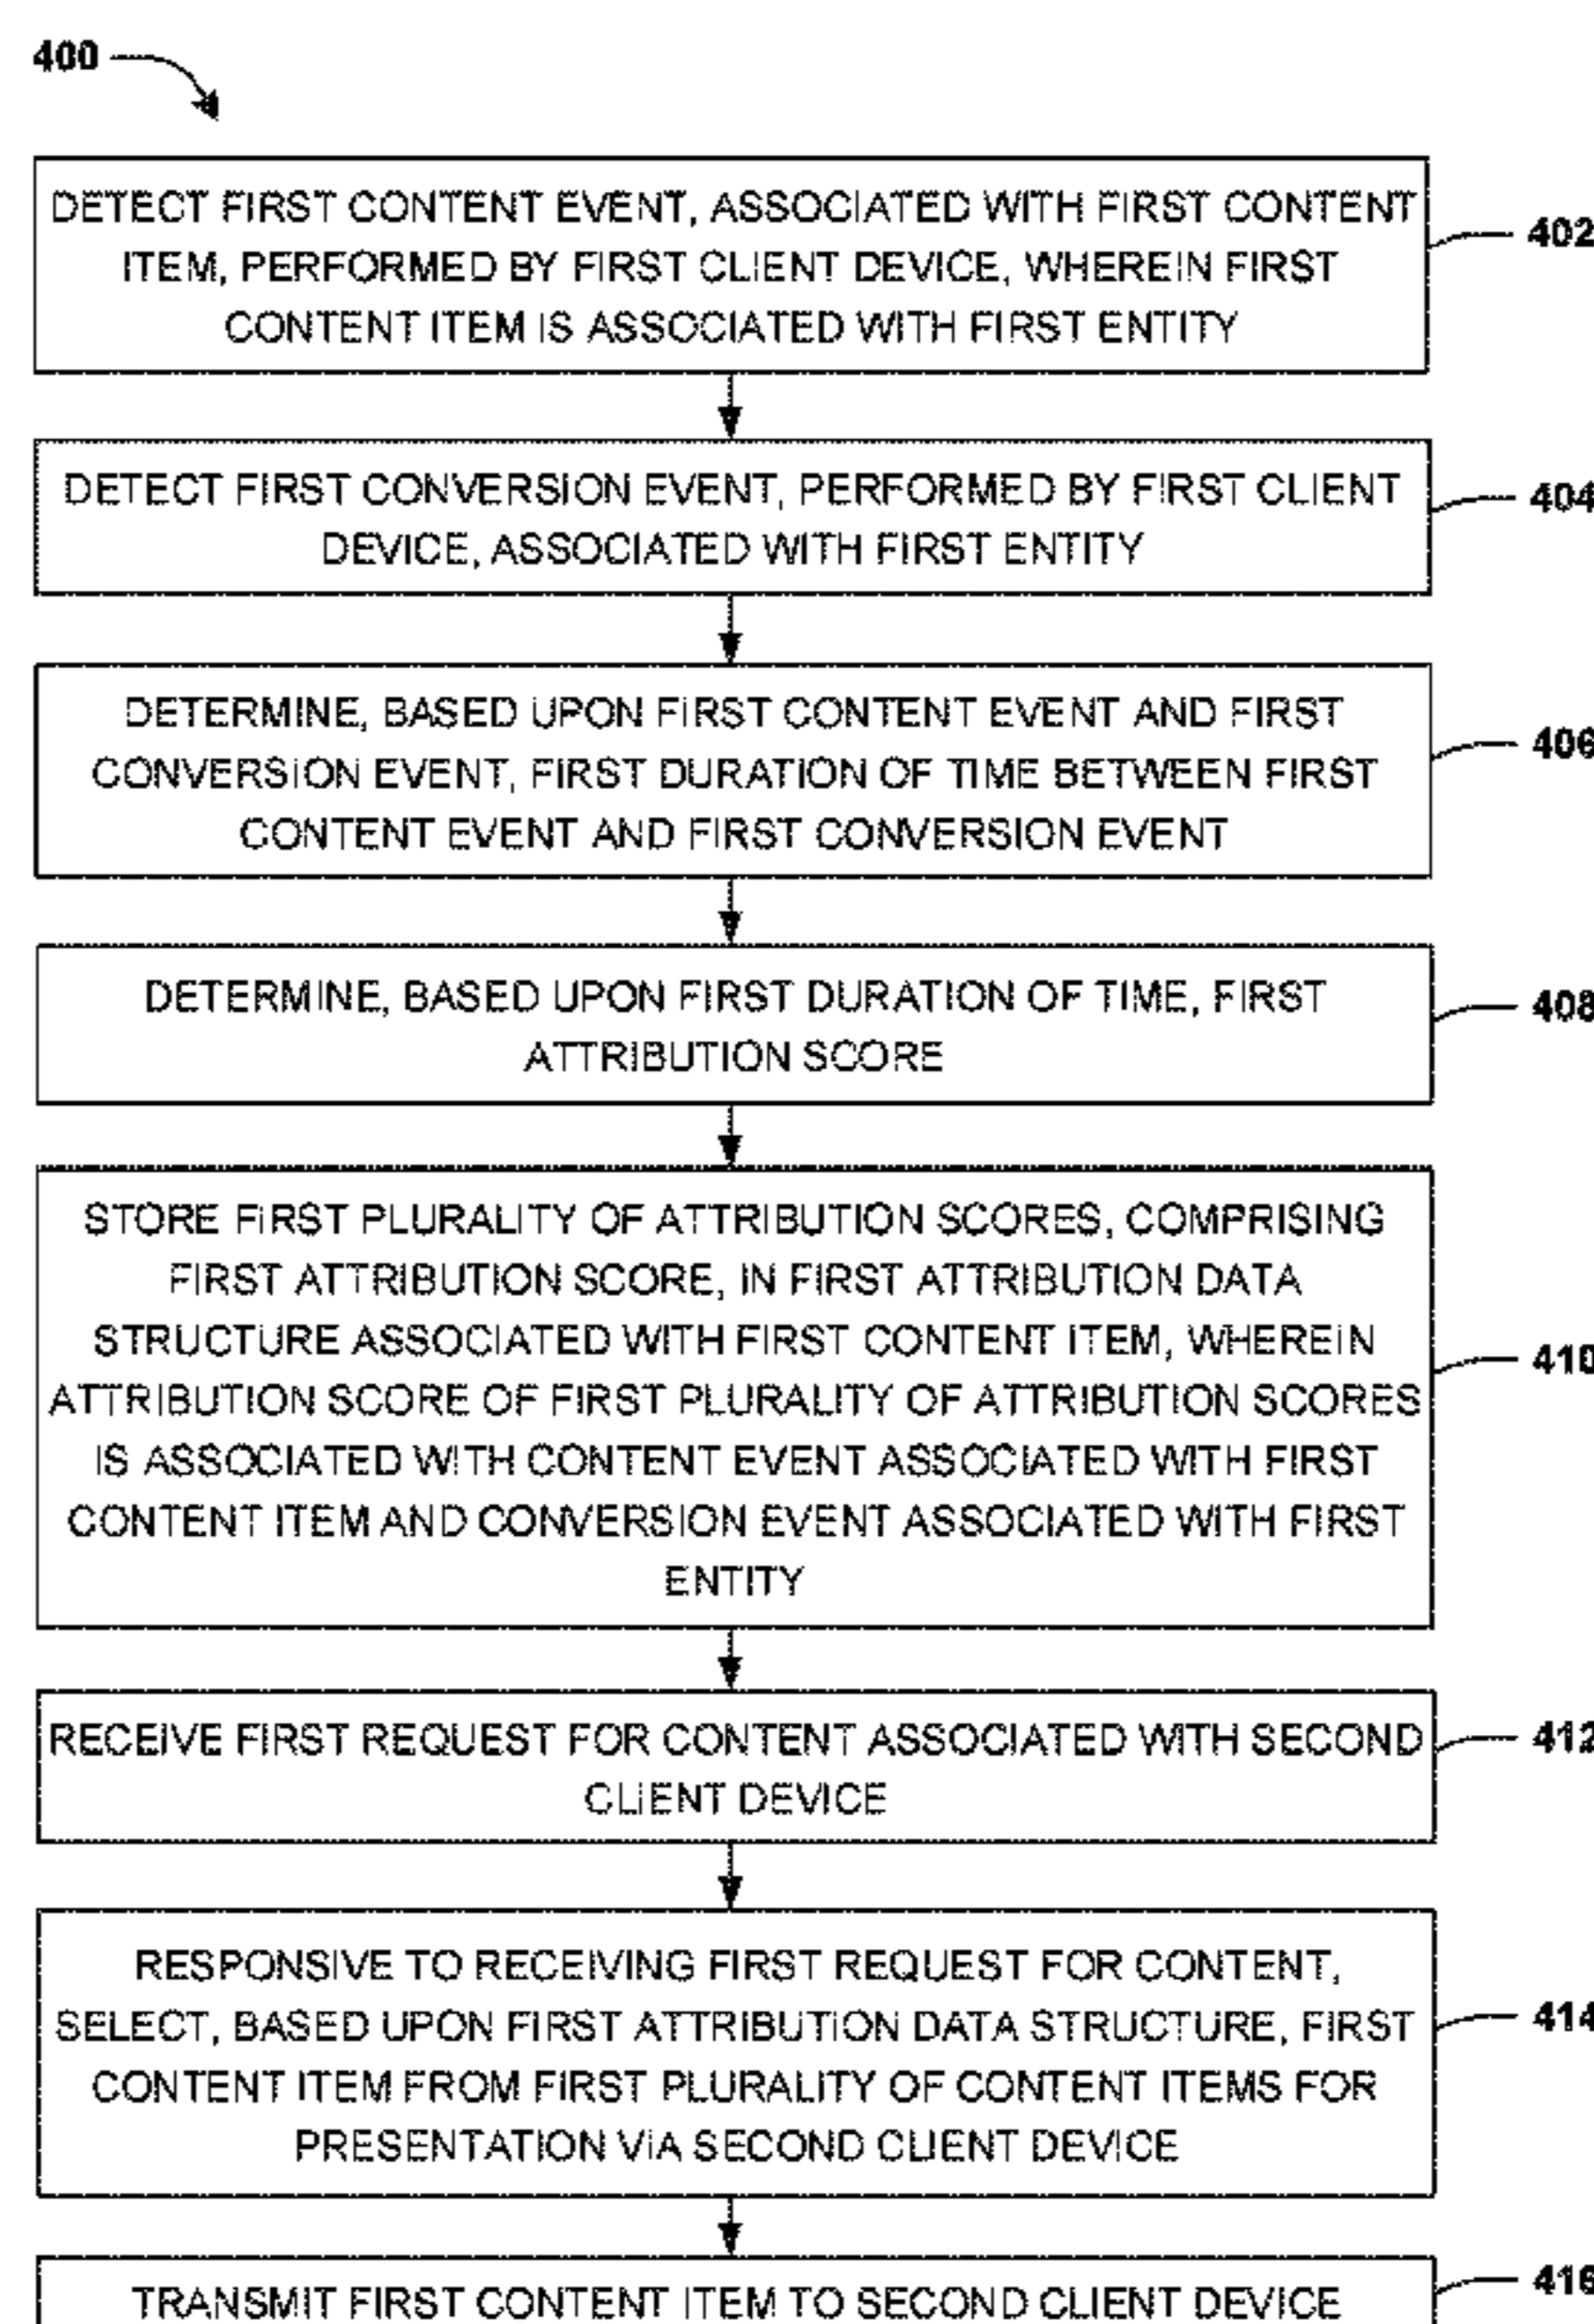 400
DETECT FIRST CONTENT EVENT, ASSOCIATED WITH FIRST CONTENT
ITEM, PERFORMED BY FIRST CLIENT DEVICE, WHEREIN FIRST
CONTENT ITEM IS ASSOCIATED WITH FIRST ENTITY
402
DETECT FIRST CONVERSION EVENT, PERFORMED BY FIRST CLIENT
DEVICE, ASSOCIATED WITH FIRST ENTITY
404
DETERMINE, BASED UPON FIRST CONTENT EVENT AND FIRST
CONVERSION EVENT, FIRST DURATION OF TIME BETWEEN FIRST
CONTENT EVENT AND FIRST CONVERSION EVENT
406
DETERMINE, BASED UPON FIRST DURATION OF TIME, FIRST
ATTRIBUTION SCORE
408
STORE FIRST PLURALITY OF ATTRIBUTION SCORES, COMPRISING
FIRST ATTRIBUTION SCORE, IN FIRST ATTRIBUTION DATA
STRUCTURE ASSOCIATED WITH FIRST CONTENT ITEM, WHEREIN
ATTRIBUTION SCORE OF FIRST PLURALITY OF ATTRIBUTION SCORES
IS ASSOCIATED WITH CONTENT EVENT ASSOCIATED WITH FIRST
CONTENT ITEM AND CONVERSION EVENT ASSOCIATED WITH FIRST
ENTITY
410
RECEIVE FIRST REQUEST FOR CONTENT ASSOCIATED WITH SECOND
CLIENT DEVICE
412
RESPONSIVE TO RECEIVING FIRST REQUEST FOR CONTENT,
SELECT, BASED UPON FIRST ATTRIBUTION DATA STRUCTURE, FIRST
CONTENT ITEM FROM FIRST PLURALITY OF CONTENT ITEMS FOR
PRESENTATION VIA SECOND CLIENT DEVICE
414
TRANSMIT FIRST CONTENT ITEM TO SECOND CLIENT DEVICE
416